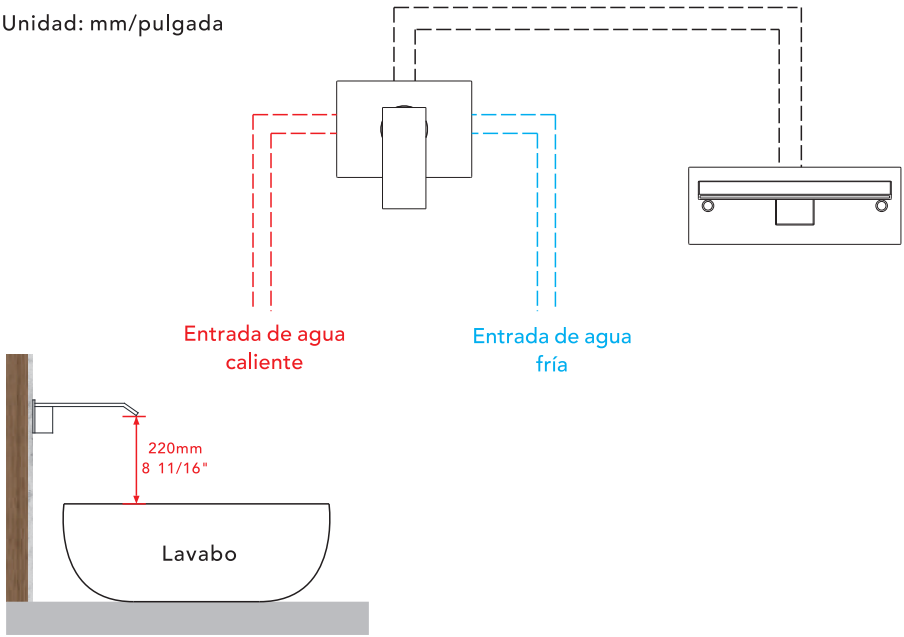 Unidad: mm/pulgada
Entrada de agua
caliente
Entrada de agua
fría
220mm
8 11/16"
Lavabo